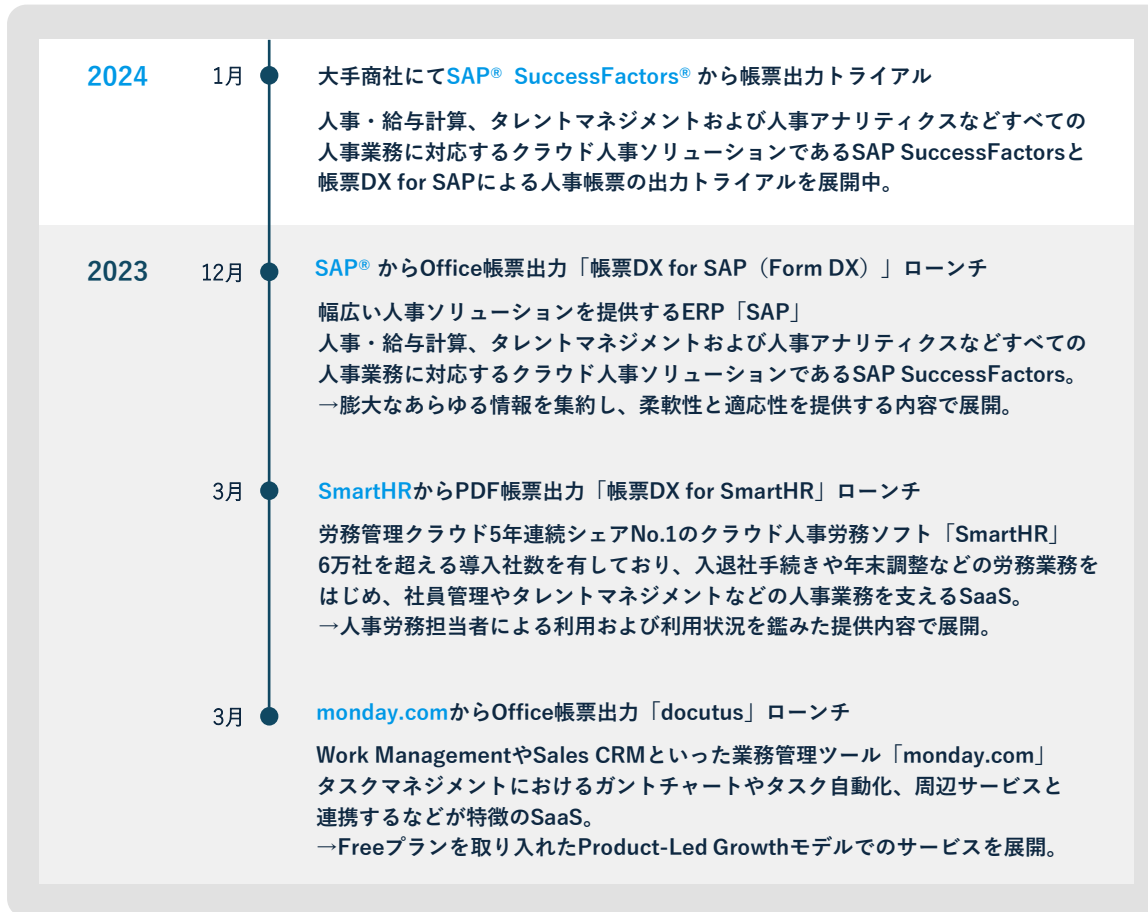 2024
1月
大手商社にてSAP® SuccessFactors® から帳票出力トライアル
人事・給与計算、タレントマネジメントおよび人事アナリティクスなどすべての
人事業務に対応するクラウド人事ソリューションであるSAP SuccessFactorsと
帳票DX for SAPによる人事帳票の出力トライアルを展開中。
2023
12月
SAP® からOffice帳票出力「帳票DX for SAP（Form DX）」ローンチ
幅広い人事ソリューションを提供するERP「SAP」
人事・給与計算、タレントマネジメントおよび人事アナリティクスなどすべての
人事業務に対応するクラウド人事ソリューションであるSAP SuccessFactors。
→膨大なあらゆる情報を集約し、柔軟性と適応性を提供する内容で展開。
3月
SmartHRからPDF帳票出力「帳票DX for SmartHR」ローンチ
労務管理クラウド5年連続シェアNo.1のクラウド人事労務ソフト「SmartHR」
6万社を超える導入社数を有しており、入退社手続きや年末調整などの労務業務を
はじめ、社員管理やタレントマネジメントなどの人事業務を支えるSaaS。
→人事労務担当者による利用および利用状況を鑑みた提供内容で展開。
3月
monday.comからOffice帳票出力「docutus」ローンチ
Work ManagementやSales CRMといった業務管理ツール「monday.com」
タスクマネジメントにおけるガントチャートやタスク自動化、周辺サービスと
連携するなどが特徴のSaaS。
→Freeプランを取り入れたProduct-Led Growthモデルでのサービスを展開。